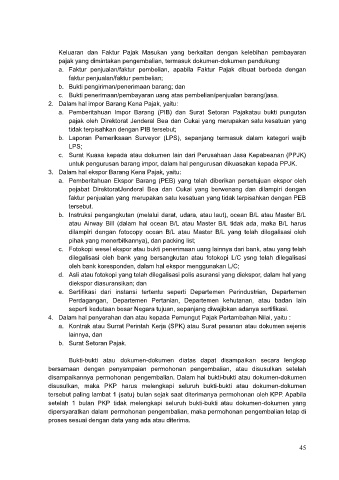 Keluaran dan Faktur Pajak Masukan yang berkaitan dengan kelebihan pembayaran
pajak yang dimintakan pengembalian, termasuk dokumen-dokumen pendukung:
a. Faktur penjualan/faktur pembelian, apabila Faktur Pajak dibuat berbeda dengan
faktur penjualan/faktur pembelian;
b. Bukti pengiriman/penerimaan barang; dan
c. Bukti penerimaan/pembayaran uang atas pembelian/penjualan barang/jasa.
2. Dalam hal impor Barang Kena Pajak, yaitu:
a. Pemberitahuan Impor Barang (PIB) dan Surat Setoran Pajakatau bukti pungutan
pajak oleh Direktorat Jenderal Bea dan Cukai yang merupakan satu kesatuan yang
tidak terpisahkan dengan PIB tersebut;
b. Laporan Pemeriksaan Surveyor (LPS), sepanjang termasuk dalam kategori wajib
LPS;
c. Surat Kuasa kepada atau dokumen lain dari Perusahaan Jasa Kepabeanan (PPJK)
untuk pengurusan barang impor, dalam hal pengurusan dikuasakan kepada PPJK.
3. Dalam hal ekspor Barang Kena Pajak, yaitu:
a. Pemberitahuan Ekspor Barang (PEB) yang telah diberikan persetujuan ekspor oleh
pejabat DirektoratJenderal Bea dan Cukai yang berwenang dan dilampiri dengan
faktur penjualan yang merupakan satu kesatuan yang tidak terpisahkan dengan PEB
tersebut.
b. Instruksi pengangkutan (melalui darat, udara, atau laut), ocean B/L atau Master B/L
atau Airway Bill (dalam hal ocean B/L atau Master B/L tidak ada, maka B/L harus
dilampiri dengan fotocopy ocean B/L atau Master B/L yang telah dilegalisasi oleh
pihak yang menerbitkannya), dan packing list;
c. Fotokopi wesel ekspor atau bukti penerimaan uang lainnya dari bank, atau yang telah
dilegalisasi oleh bank yang bersangkutan atau fotokopi L/C yang telah dilegalisasi
oleh bank koresponden, dalam hal ekspor menggunakan L/C;
d. Asli atau fotokopi yang telah dilegalisasi polis asuransi yang diekspor, dalam hal yang
diekspor diasuransikan; dan
e. Sertifikasi dari instansi tertentu seperti Departemen Perindustrian, Departemen
Perdagangan, Departemen Pertanian, Departemen kehutanan, atau badan lain
seperti kedutaan besar Negara tujuan, sepanjang diwajibkan adanya sertifikasi.
4. Dalam hal penyerahan dan atau kepada Pemungut Pajak Pertambahan Nilai, yaitu :
a. Kontrak atau Surrat Perintah Kerja (SPK) atau Surat pesanan atau dokumen sejenis
lainnya, dan
b. Surat Setoran Pajak.
Bukti-bukti atau dokumen-dokumen diatas dapat disampaikan secara lengkap
bersamaan dengan penyampaian permohonan pengembalian, atau disusulkan setelah
disampaikannya permohonan pengembalian. Dalam hal bukti-bukti atau dokumen-dokumen
disusulkan, maka PKP harus melengkapi seluruh bukti-bukti atau dokumen-dokumen
tersebut paling lambat 1 (satu) bulan sejak saat diterimanya permohonan oleh KPP. Apabila
setelah 1 bulan PKP tidak melengkapi seluruh bukti-bukti atau dokumen-dokumen yang
dipersyaratkan dalam permohonan pengembalian, maka permohonan pengembalian tetap di
proses sesuai dengan data yang ada atau diterima.
45